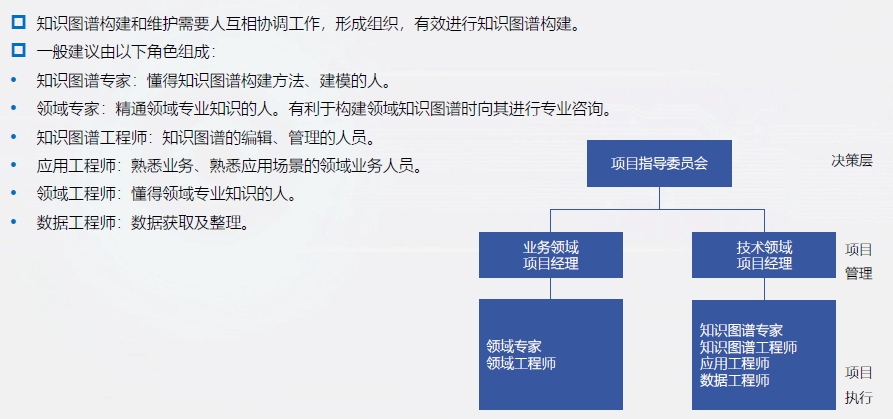 知识图谱构建和维护需要人互相协调工作，形成组织，有效进行知识图谱构建。
一般建议由以下角色组成：
知识图谱专家：懂得知识图谱构建方法、建模的人。
领域专家：精通领域专业知识的人。有利于构建领域知识图谱时向其进行专业咨询。
知识图谱工程师：知识图谱的编辑、管理的人员。
应用工程师：熟悉业务、熟悉应用场景的领域业务人员。
领域工程师：懂得领域专业知识的人。
数据工程师：数据获取及整理。
项目指导委员会
决策层
业务领域
项目经理
技术领域
项目经理
项目
管理
领域专家
领域工程师
知识图谱专家
知识图谱工程师
应用工程师
数据工程师
项目
执行